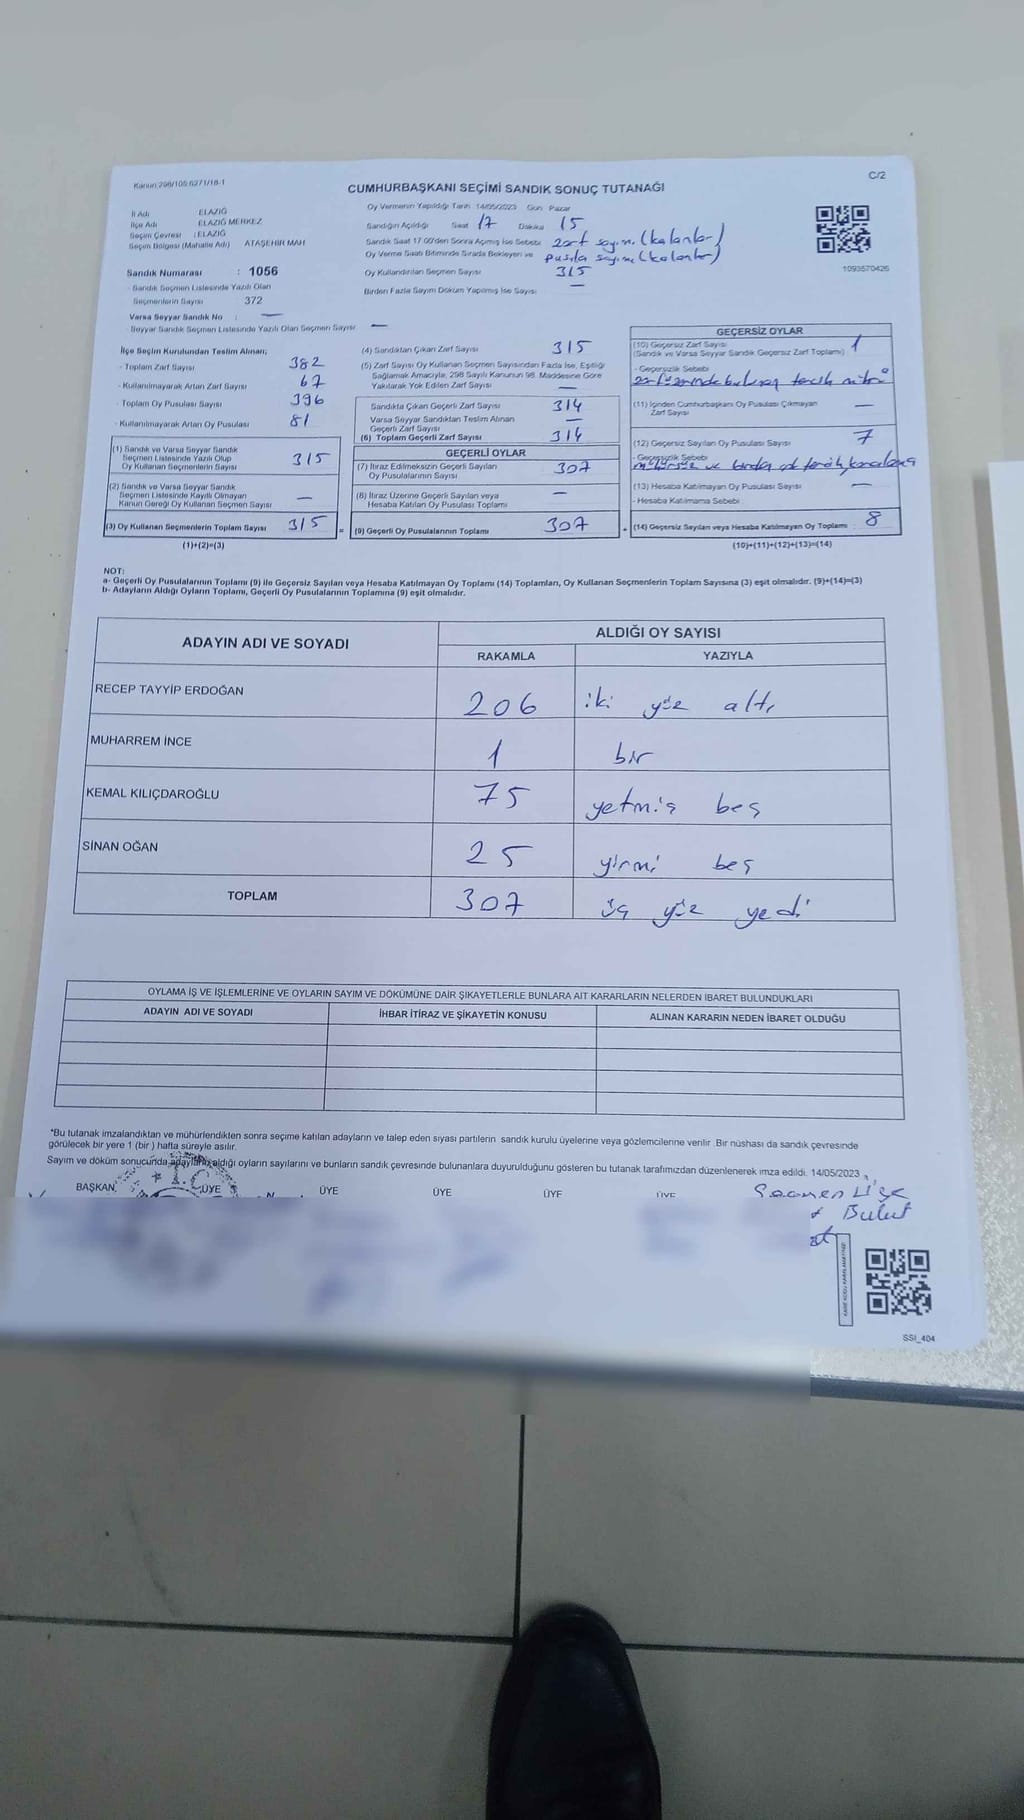 Kanun:298/105:6271/18-1
C/2
CUMHURBAŞKANI SEÇİMİ SANDIK SONUÇ TUTANAĞI
İl Adı ELAZIĞ
İlçe Adı ELAZIĞ MERKEZ
Seçim Çevresi : ELAZIĞ
Seçim Bölgesi (Mahalle Adı) ATAŞEHİR MAH
Sandık Numarası : 1056
- Sandık Seçmen Listesinde Yazılı Olan
Seçmenlerin Sayısı 372
Varsa Seyyar Sandık No : —
- Seyyar Sandık Seçmen Listesinde Yazılı Olan Seçmen Sayısı —
Oy Vermenin Yapıldığı Tarih 14/05/2023 Gün Pazar
Sandığın Açıldığı Saat 17 Dakika 15
Sandık Saat 17.00'den Sonra Açılmış İse Sebebi zarf sayımı (kalanlar)
Oy Verme Saati Bitiminde Sırada Bekleyen ve pusula sayımı (kalanlar)
Oy Kullandırılan Seçmen Sayısı 315
Birden Fazla Sayım Döküm Yapılmış İse Sayısı —
1093570426
İlçe Seçim Kurulundan Teslim Alınan;
- Toplam Zarf Sayısı 382
- Kullanılmayarak Artan Zarf Sayısı 67
- Toplam Oy Pusulası Sayısı 396
- Kullanılmayarak Artan Oy Pusulası 81
(1) Sandık ve Varsa Seyyar Sandık
Seçmen Listesinde Yazılı Olup
Oy Kullanan Seçmenlerin Sayısı 315
(2) Sandık ve Varsa Seyyar Sandık
Seçmen Listesinde Kayıtlı Olmayan
Kanun Gereği Oy Kullanan Seçmen Sayısı —
(3) Oy Kullanan Seçmenlerin Toplam Sayısı 315 =
(1)+(2)=(3)
(4) Sandıktan Çıkan Zarf Sayısı 315
(5) Zarf Sayısı Oy Kullanan Seçmen Sayısından Fazla İse, Eşitliği
Sağlamak Amacıyla, 298 Sayılı Kanunun 98. Maddesine Göre
Yakılarak Yok Edilen Zarf Sayısı —
Sandıkta Çıkan Geçerli Zarf Sayısı 314
Varsa Seyyar Sandıktan Teslim Alınan
Geçerli Zarf Sayısı —
(6) Toplam Geçerli Zarf Sayısı 314
GEÇERLİ OYLAR
(7) İtiraz Edilmeksizin Geçerli Sayılan
Oy Pusulalarının Sayısı 307
(8) İtiraz Üzerine Geçerli Sayılan veya
Hesaba Katılan Oy Pusulası Toplamı —
(9) Geçerli Oy Pusulalarının Toplamı 307 +
GEÇERSİZ OYLAR
(10) Geçersiz Zarf Sayısı
(Sandık ve Varsa Seyyar Sandık Geçersiz Zarf Toplamı) 1
- Geçersizlik Sebebi
zarf üzerinde bulunan tercih mührü
(11) İçinden Cumhurbaşkanı Oy Pusulası Çıkmayan
Zarf Sayısı —
(12) Geçersiz Sayılan Oy Pusulası Sayısı 7
- Geçersizlik Sebebi
mühürsüz ve birden çok tercih
(13) Hesaba Katılmayan Oy Pusulası Sayısı —
- Hesaba Katılmama Sebebi
(14) Geçersiz Sayılan veya Hesaba Katılmayan Oy Toplamı 8
(10)+(11)+(12)+(13)=(14)
NOT:
a- Geçerli Oy Pusulalarının Toplamı (9) ile Geçersiz Sayılan veya Hesaba Katılmayan Oy Toplamı (14) Toplamları, Oy Kullanan Seçmenlerin Toplam Sayısına (3) eşit olmalıdır. (9)+(14)=(3)
b- Adayların Aldığı Oyların Toplamı, Geçerli Oy Pusulalarının Toplamına (9) eşit olmalıdır.
ADAYIN ADI VE SOYADI ALDIĞI OY SAYISI
RAKAMLA YAZIYLA
RECEP TAYYİP ERDOĞAN 206 iki yüz altı
MUHARREM İNCE 1 bir
KEMAL KILIÇDAROĞLU 75 yetmiş beş
SİNAN OĞAN 25 yirmi beş
TOPLAM 307 üç yüz yedi
OYLAMA İŞ VE İŞLEMLERİNE VE OYLARIN SAYIM VE DÖKÜMÜNE DAİR ŞİKAYETLERLE BUNLARA AİT KARARLARIN NELERDEN İBARET BULUNDUKLARI
ADAYIN ADI VE SOYADI İHBAR İTİRAZ VE ŞİKAYETİN KONUSU ALINAN KARARIN NEDEN İBARET OLDUĞU
*Bu tutanak imzalandıktan ve mühürlendikten sonra seçime katılan adayların ve talep eden siyasi partilerin sandık kurulu üyelerine veya gözlemcilerine verilir. Bir nüshası da sandık çevresinde
görülecek bir yere 1 (bir) hafta süreyle asılır.
Sayım ve döküm sonucunda adayların aldığı oyların sayılarını ve bunların sandık çevresinde bulunanlara duyurulduğunu gösteren bu tutanak tarafımızdan düzenlenerek imza edildi. 14/05/2023
T.C.
BAŞKAN ÜYE ÜYE ÜYE ÜYE ÜYE
Bulut
SSI_404